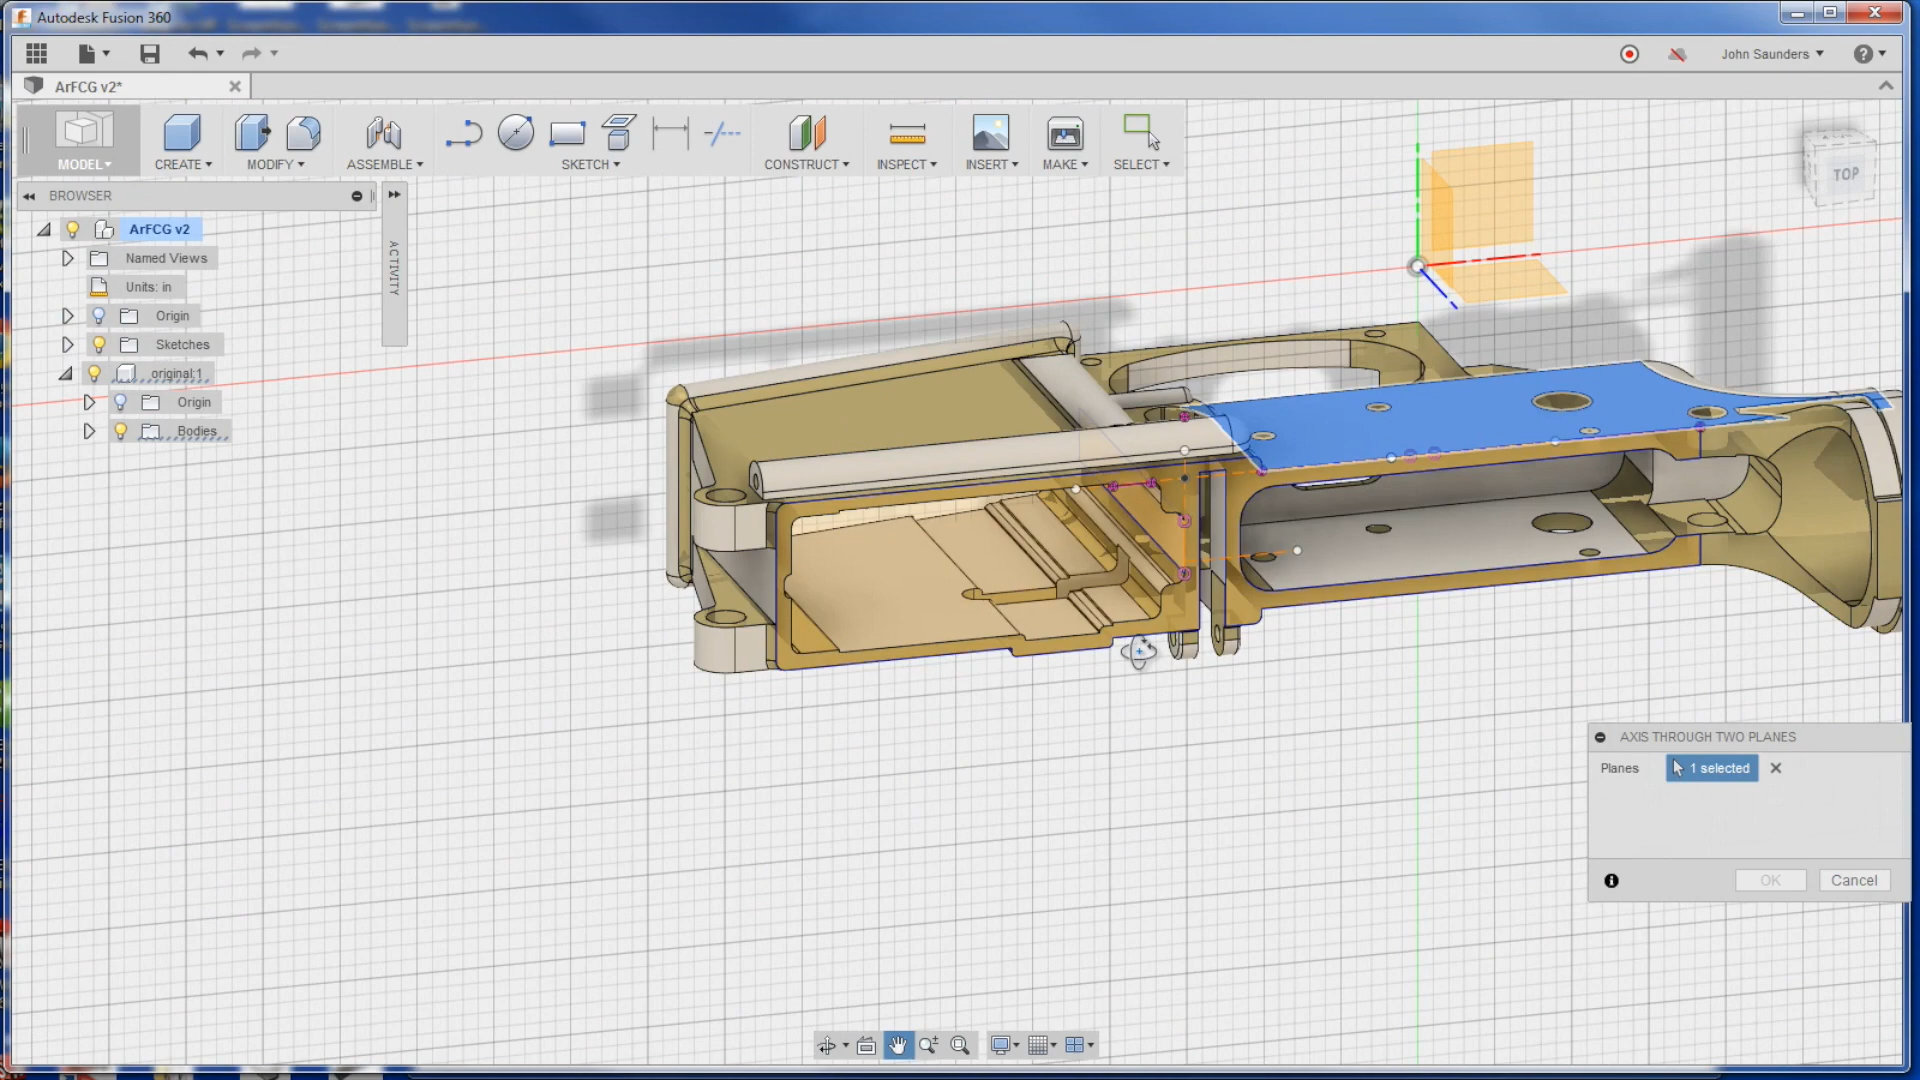 Autodesk Fusion 360
John Saunders
ArFCG v2*
MODEL
CREATE
MODIFY
ASSEMBLE
SKETCH
CONSTRUCT
INSPECT
INSERT
MAKE
SELECT
TOP
BROWSER
ACTIVITY
ArFCG v2
Named Views
Units: in
Origin
Sketches
original:1
Origin
Bodies
AXIS THROUGH TWO PLANES
Planes
1 selected
OK
Cancel